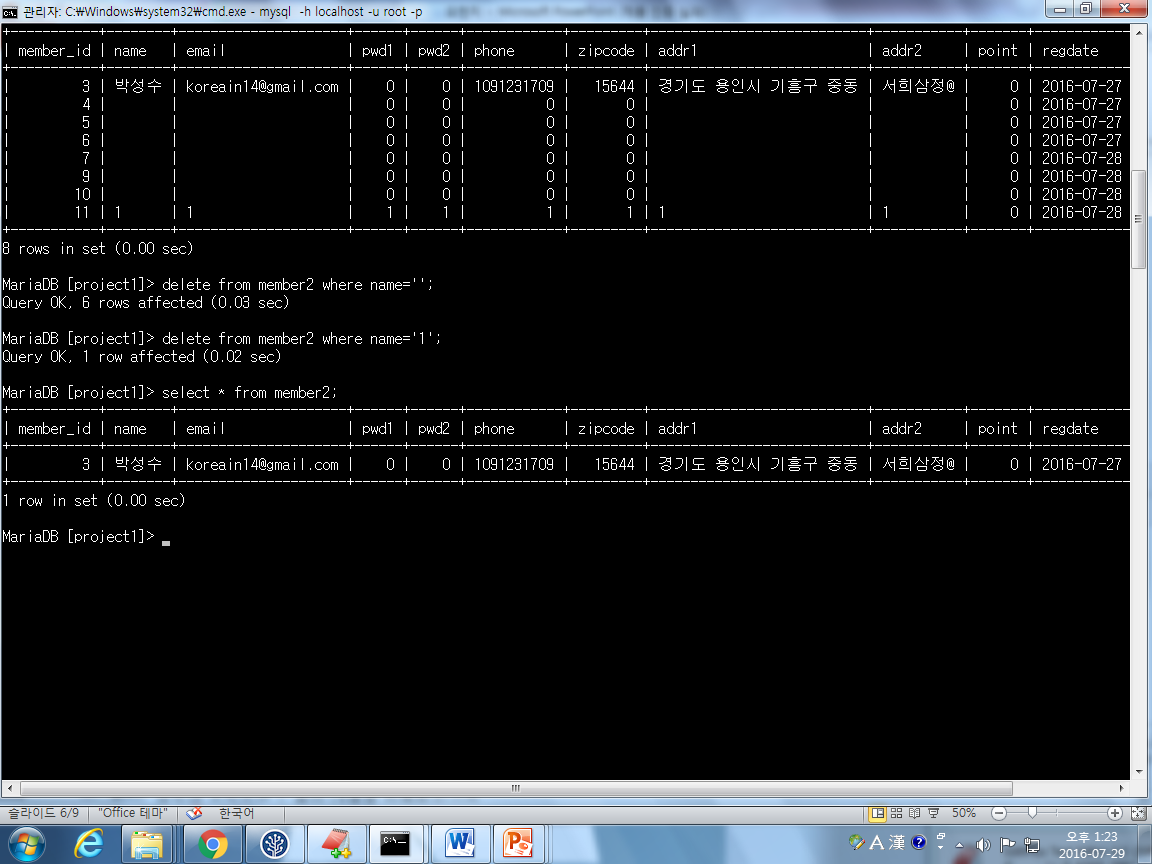 관리자: C:₩Windows₩system32₩cmd.exe - mysql -h localhost -u root -p
+-----------+--------+---------------------+------+------+------------+---------+---------------------------+-----------+-------+------------
| member_id | name | email | pwd1 | pwd2 | phone | zipcode | addr1 | addr2 | point | regdate
+-----------+--------+---------------------+------+------+------------+---------+---------------------------+-----------+-------+------------
| 3 | 박성수 | koreain14@gmail.com | 0 | 0 | 1091231709 | 15644 | 경기도 용인시 기흥구 중동 | 서희삼정@ | 0 | 2016-07-27
| 4 | | | 0 | 0 | 0 | 0 | | | 0 | 2016-07-27
| 5 | | | 0 | 0 | 0 | 0 | | | 0 | 2016-07-27
| 6 | | | 0 | 0 | 0 | 0 | | | 0 | 2016-07-27
| 7 | | | 0 | 0 | 0 | 0 | | | 0 | 2016-07-28
| 9 | | | 0 | 0 | 0 | 0 | | | 0 | 2016-07-28
| 10 | | | 0 | 0 | 0 | 0 | | | 0 | 2016-07-28
| 11 | 1 | 1 | 1 | 1 | 1 | 1 | 1 | 1 | 0 | 2016-07-28
+-----------+--------+---------------------+------+------+------------+---------+---------------------------+-----------+-------+------------
8 rows in set (0.00 sec)
MariaDB [project1]> delete from member2 where name='';
Query OK, 6 rows affected (0.03 sec)
MariaDB [project1]> delete from member2 where name='1';
Query OK, 1 row affected (0.02 sec)
MariaDB [project1]> select * from member2;
+-----------+--------+---------------------+------+------+------------+---------+---------------------------+-----------+-------+------------
| member_id | name | email | pwd1 | pwd2 | phone | zipcode | addr1 | addr2 | point | regdate
+-----------+--------+---------------------+------+------+------------+---------+---------------------------+-----------+-------+------------
| 3 | 박성수 | koreain14@gmail.com | 0 | 0 | 1091231709 | 15644 | 경기도 용인시 기흥구 중동 | 서희삼정@ | 0 | 2016-07-27
+-----------+--------+---------------------+------+------+------------+---------+---------------------------+-----------+-------+------------
1 row in set (0.00 sec)
MariaDB [project1]> _
슬라이드 6/9 "Office 테마" 한국어 50%
A 漢 오후 1:23
2016-07-29